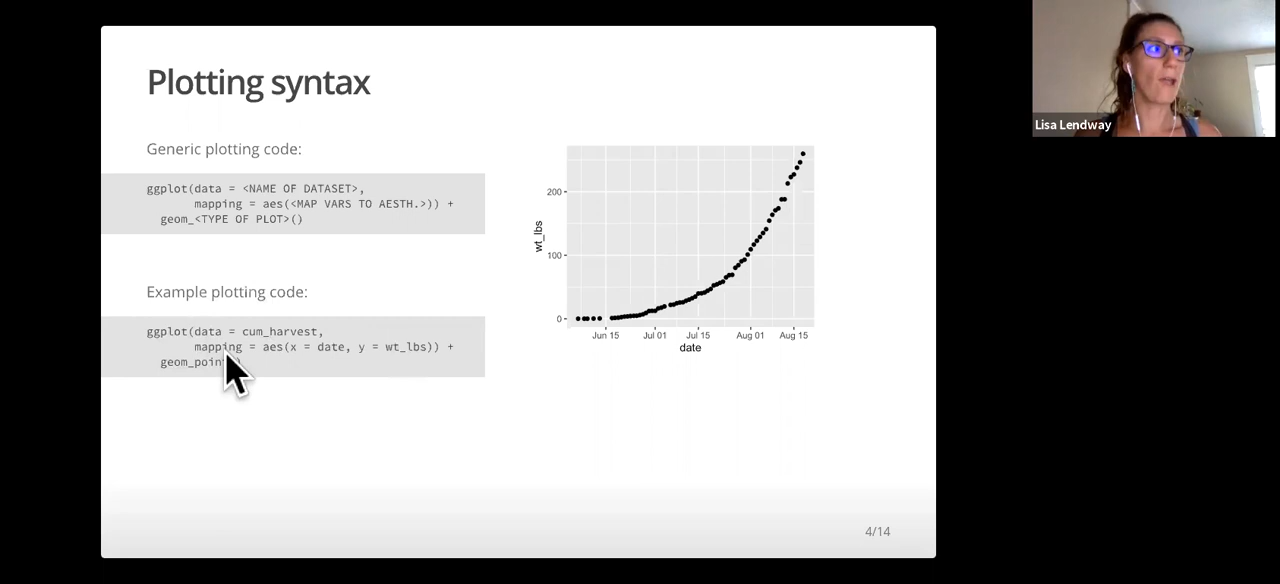 Plotting syntax
Generic plotting code:
ggplot(data = <NAME OF DATASET>,
mapping = aes(<MAP VARS TO AESTH.>)) +
geom_<TYPE OF PLOT>()
Example plotting code:
ggplot(data = cum_harvest,
mapping = aes(x = date, y = wt_lbs)) +
geom_poin
wt_lbs
200
100
0
Jun 15 Jul 01 Jul 15 Aug 01 Aug 15
date
4/14
Lisa Lendway